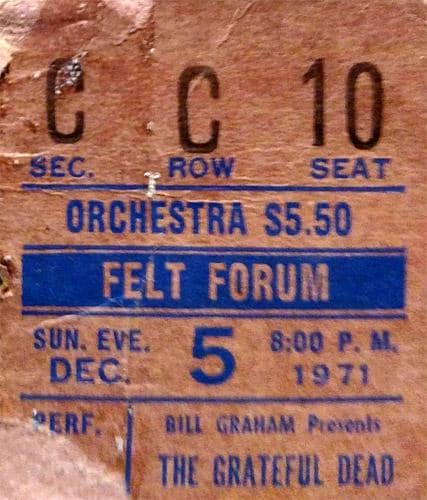 C C 10
SEC. ROW SEAT
ORCHESTRA $5.50
FELT FORUM
SUN. EVE. 5 8:00 P. M.
DEC. 1971
PERF. BILL GRAHAM Presents
THE GRATEFUL DEAD